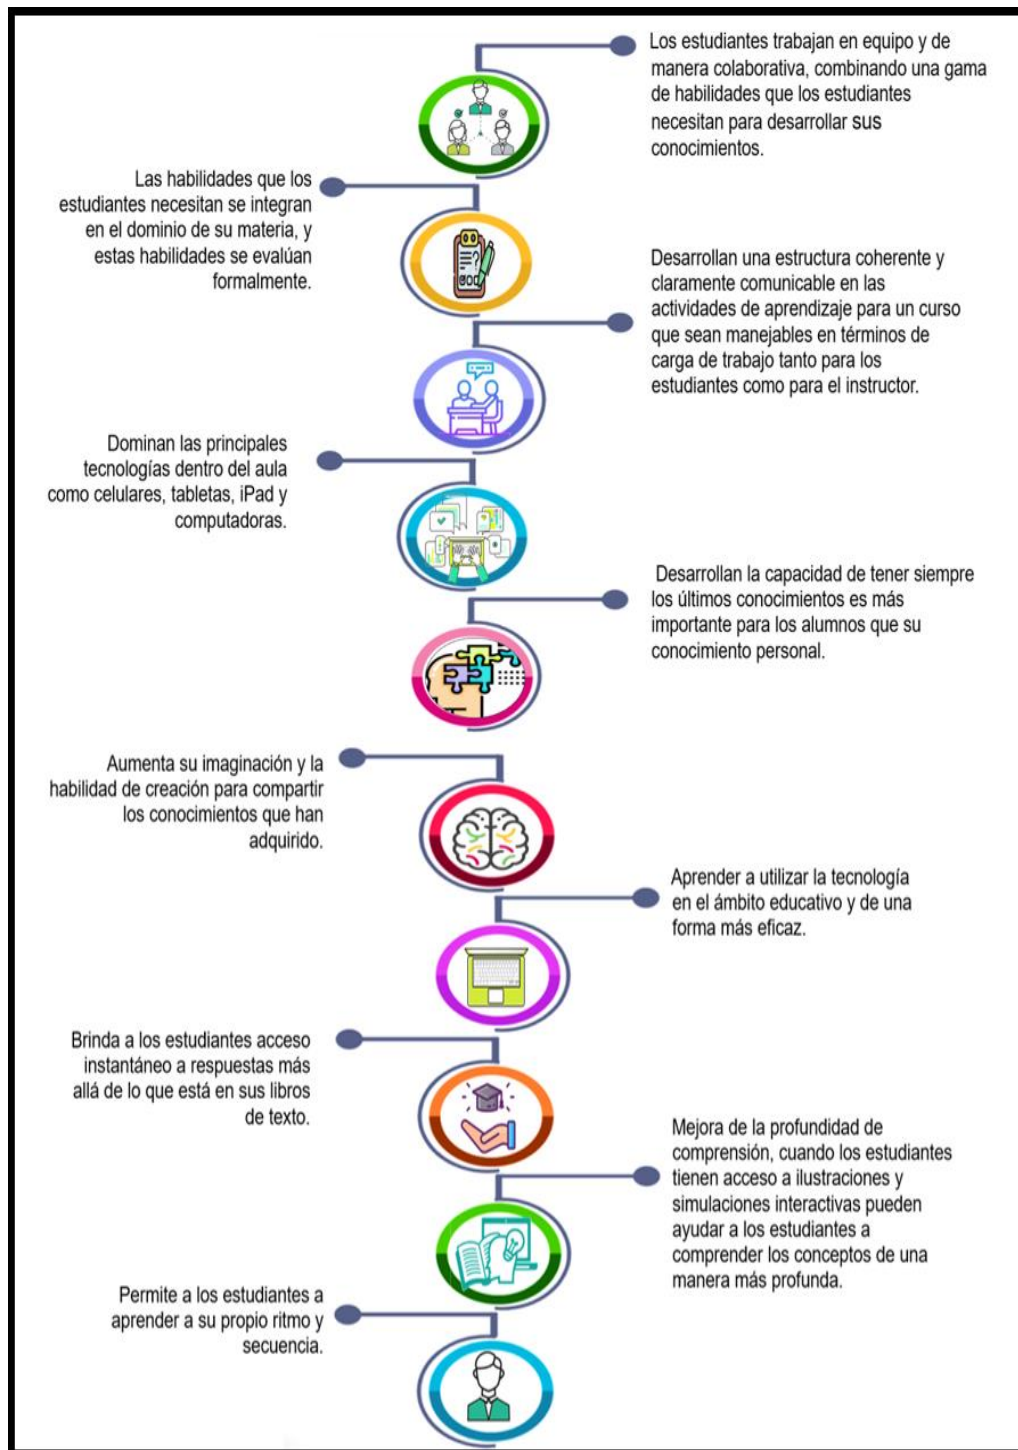 Los estudiantes trabajan en equipo y de
manera colaborativa, combinando una gama
de habilidades que los estudiantes
necesitan para desarrollar sus
conocimientos.
Las habilidades que los
estudiantes necesitan se integran
en el dominio de su materia, y
estas habilidades se evalúan
formalmente.
Desarrollan una estructura coherente y
claramente comunicable en las
actividades de aprendizaje para un curso
que sean manejables en términos de
carga de trabajo tanto para los
estudiantes como para el instructor.
Dominan las principales
tecnologías dentro del aula
como celulares, tabletas, iPad y
computadoras.
Desarrollan la capacidad de tener siempre
los últimos conocimientos es más
importante para los alumnos que su
conocimiento personal.
Aumenta su imaginación y la
habilidad de creación para compartir
los conocimientos que han
adquirido.
Aprender a utilizar la tecnología
en el ámbito educativo y de una
forma más eficaz.
Brinda a los estudiantes acceso
instantáneo a respuestas más
allá de lo que está en sus libros
de texto.
Mejora de la profundidad de
comprensión, cuando los estudiantes
tienen acceso a ilustraciones y
simulaciones interactivas pueden
ayudar a los estudiantes a
comprender los conceptos de una
manera más profunda.
Permite a los estudiantes a
aprender a su propio ritmo y
secuencia.